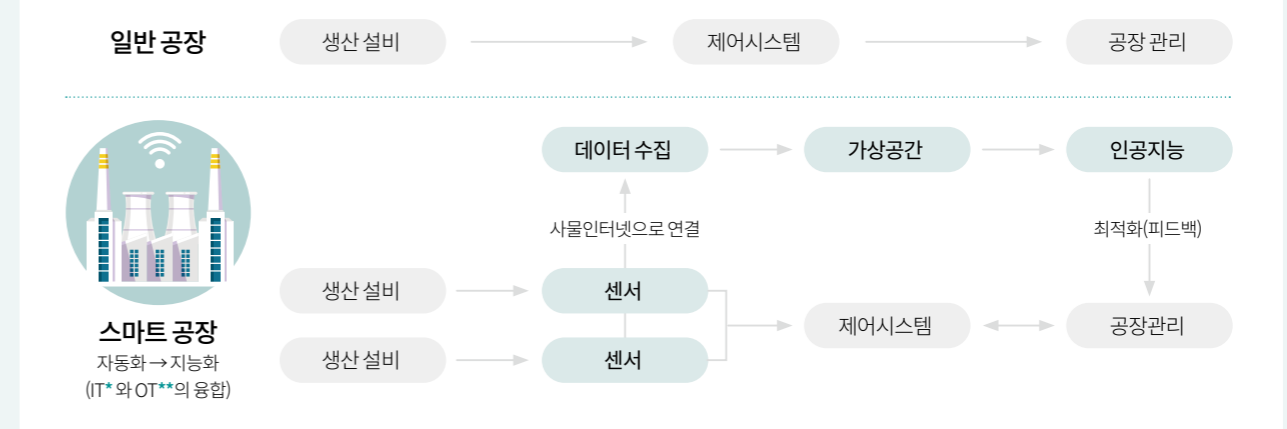 일반 공장
생산 설비
제어시스템
공장 관리
데이터 수집
가상공간
인공지능
사물인터넷으로 연결
최적화(피드백)
생산 설비
센서
제어시스템
공장관리
생산 설비
센서
스마트 공장
자동화→지능화
(IT★와 OT★★의 융합)